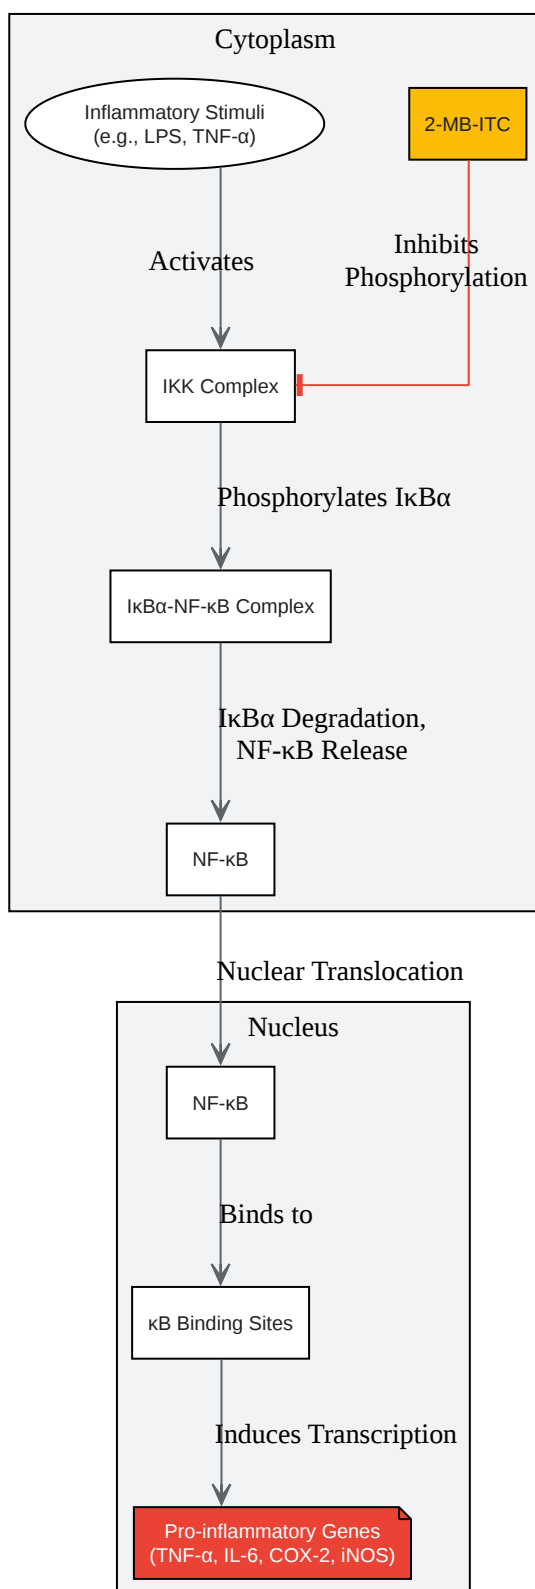 Cytoplasm
Inflammatory Stimuli
(e.g., LPS, TNF-α)
2-MB-ITC
Activates
Inhibits
Phosphorylation
IKK Complex
Phosphorylates IκBα
IκBα-NF-κB Complex
IκBα Degradation,
NF-κB Release
NF-κB
Nuclear Translocation
Nucleus
NF-κB
Binds to
κB Binding Sites
Induces Transcription
Pro-inflammatory Genes
(TNF-α, IL-6, COX-2, iNOS)